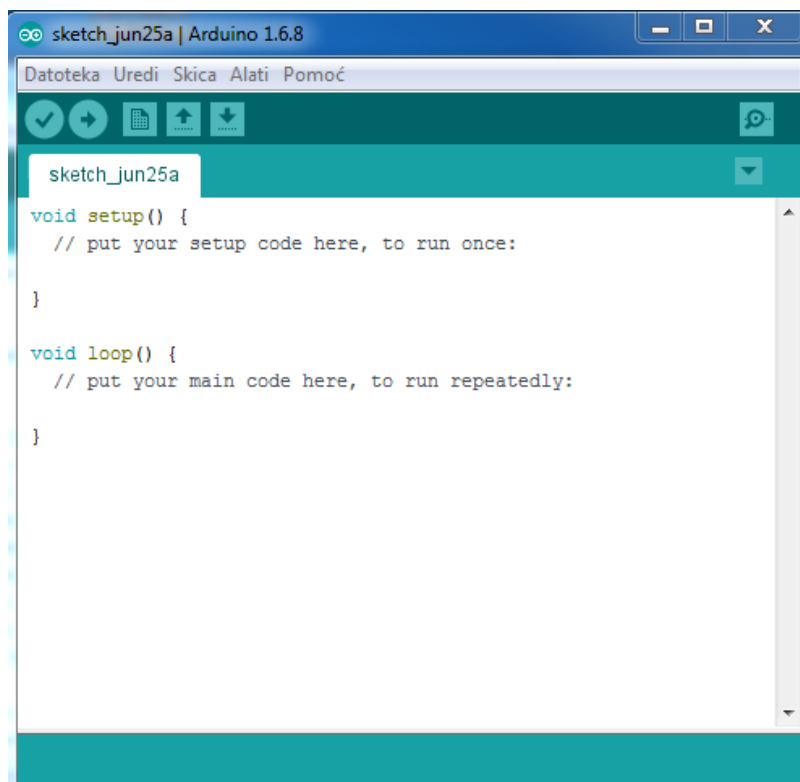 sketch_jun25a | Arduino 1.6.8
Datoteka Uredi Skica Alati Pomoć
sketch_jun25a
void setup() {
  // put your setup code here, to run once:
}
void loop() {
  // put your main code here, to run repeatedly:
}